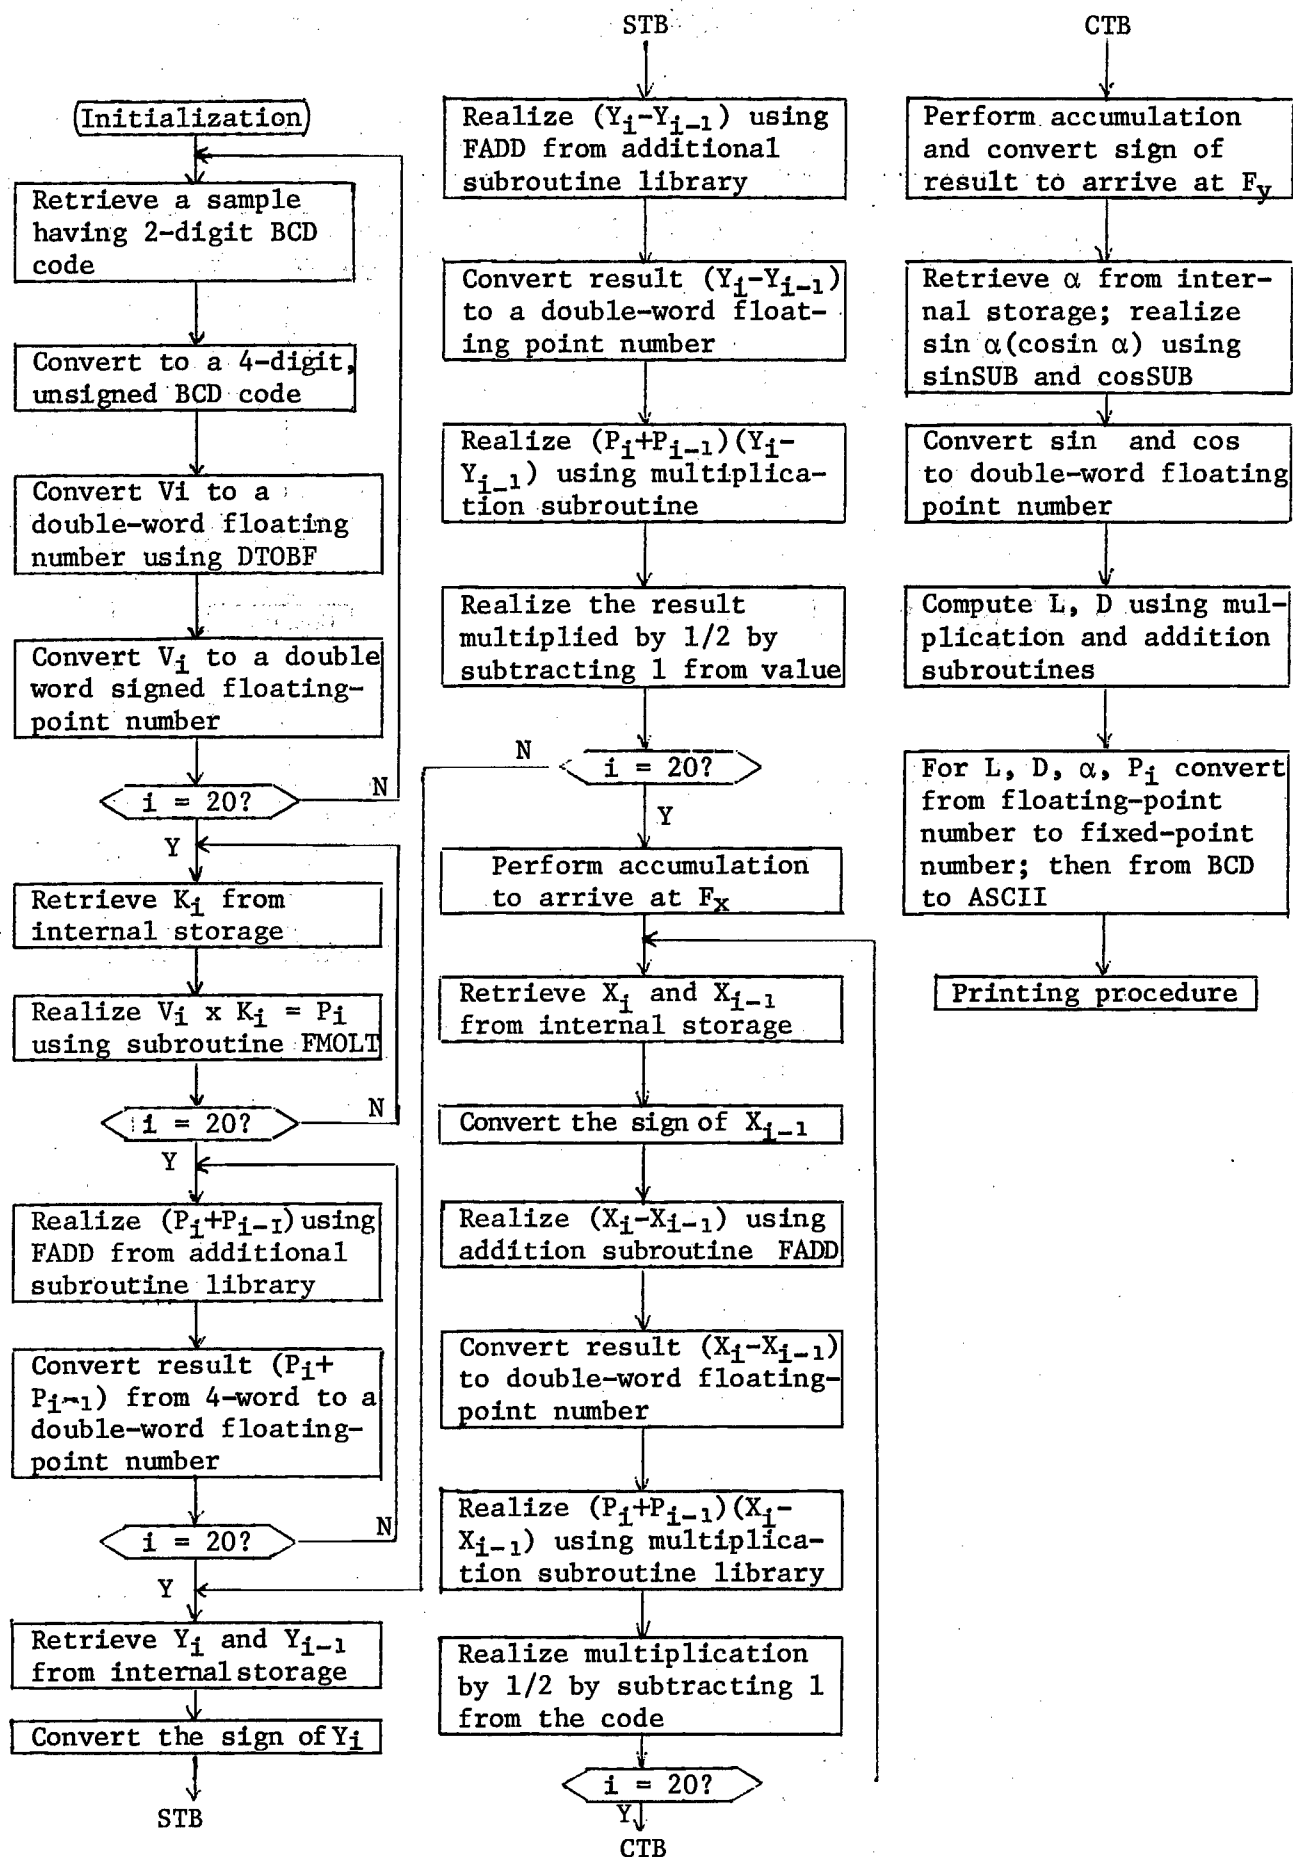 (Initialization)
Retrieve a sample
having 2-digit BCD
code
Convert to a 4-digit,
unsigned BCD code
Convert Vi to a
double-word floating
number using DTOBF
Convert Vi to a double
word signed floating-
point number
i = 20?
N
Y
Retrieve Ki from
internal storage
Realize Vi x Ki = Pi
using subroutine FMOLT
i = 20?
N
Y
Realize (Pi+Pi-I) using
FADD from additional
subroutine library
Convert result (Pi+
Pi-1) from 4-word to a
double-word floating-
point number
i = 20?
N
Y
Retrieve Yi and Yi-1
from internal storage
Convert the sign of Yi
STB
STB
Realize (Yi-Yi-1) using
FADD from additional
subroutine library
Convert result (Yi-Yi-1)
to a double-word float-
ing point number
Realize (Pi+Pi-1)(Yi-
Yi-1) using multiplica-
tion subroutine
Realize the result
multiplied by 1/2 by
subtracting 1 from value
N
i = 20?
Y
Perform accumulation
to arrive at Fx
Retrieve Xi and Xi-1
from internal storage
Convert the sign of Xi-1
Realize (Xi-Xi-1) using
addition subroutine FADD
Convert result (Xi-Xi-1)
to double-word floating-
point number
Realize (Pi+Pi-1)(Xi-
Xi-1) using multiplica-
tion subroutine library
Realize multiplication
by 1/2 by subtracting 1
from the code
i = 20?
Y
CTB
CTB
Perform accumulation
and convert sign of
result to arrive at Fy
Retrieve α from inter-
nal storage; realize
sin α(cosin α) using
sinSUB and cosSUB
Convert sin and cos
to double-word floating
point number
Compute L, D using mul-
plication and addition
subroutines
For L, D, α, Pi convert
from floating-point
number to fixed-point
number; then from BCD
to ASCII
Printing procedure